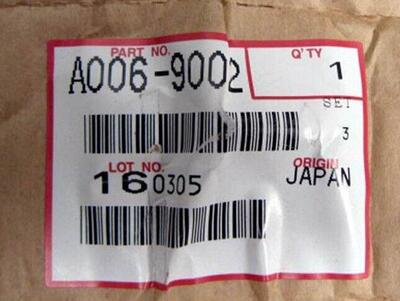 PART NO. Q'TY
A006-9002 1
SET
3
LOT NO. ORIGIN
160305 JAPAN